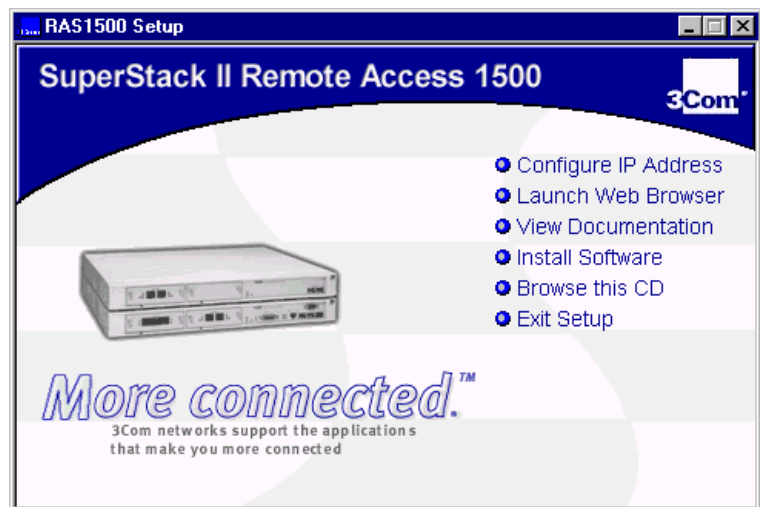 RAS1500 Setup
SuperStack II Remote Access 1500
3Com
Configure IP Address
Launch Web Browser
View Documentation
Install Software
Browse this CD
Exit Setup
More connected.™
3Com networks support the applications
that make you more connected